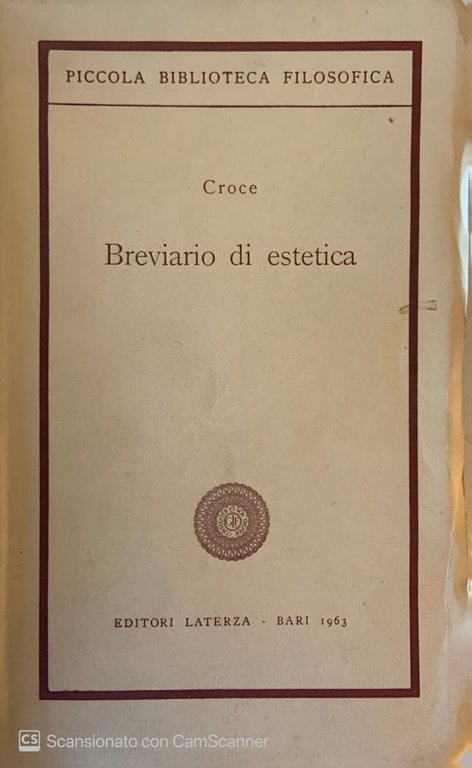 PICCOLA BIBLIOTECA FILOSOFICA
Croce
Breviario di estetica
EDITORI LATERZA - BARI 1963
CS Scansionato con CamScanner